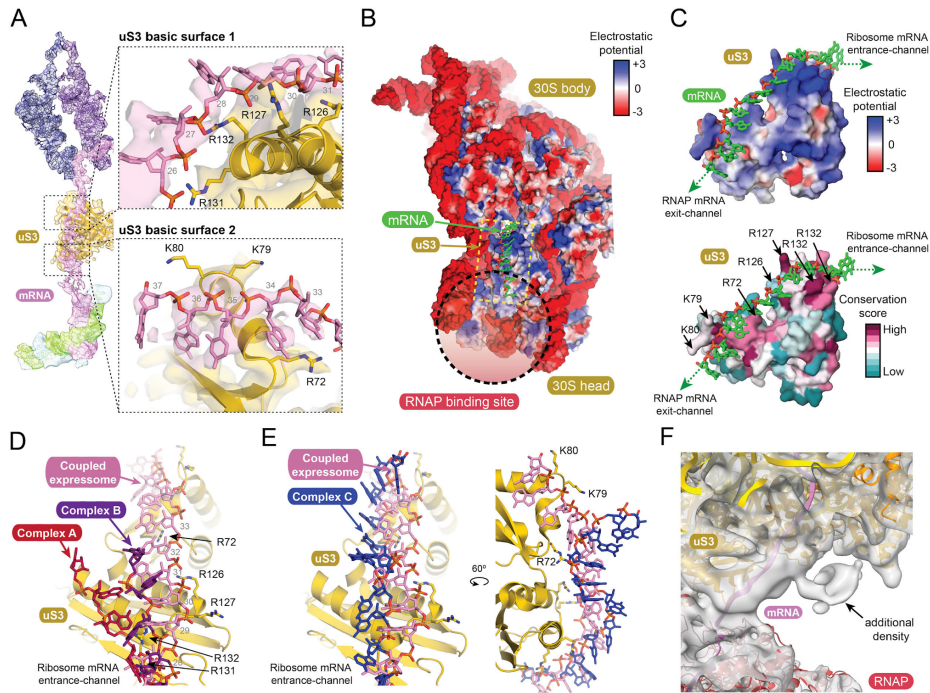 A
uS3 basic surface 1
31
30
29
28
R126
R127
27
R132
26
R131
uS3
uS3 basic surface 2
K80
K79
mRNA
37
36
35
34
33
R72
B
Electrostatic
potential
+3
0
-3
30S body
mRNA
uS3
30S head
RNAP binding site
C
Ribosome mRNA
entrance-channel
uS3
mRNA
Electrostatic
potential
+3
0
-3
RNAP mRNA
exit-channel
R127
R132
R132
Ribosome mRNA
entrance-channel
uS3
R126
R72
K79
K80
Conservation
score
High
Low
RNAP mRNA
exit-channel
D
Coupled
expressome
Complex B
Complex A
33
R72
32
31
R126
uS3
30
R127
29
R132
28
R131
Ribosome mRNA
entrance-channel
E
Coupled
expressome
Complex C
uS3
Ribosome mRNA
entrance-channel
60º
K80
K79
R72
F
uS3
mRNA
additional
density
RNAP